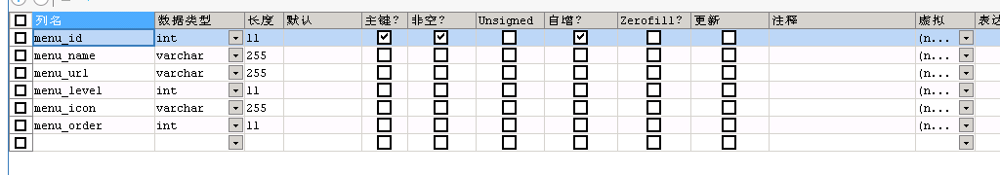 列名 数据类型 长度 默认 主键? 非空? Unsigned 自增? Zerofill? 更新 注释 虚拟 表达
menu_id int 11 (n...
menu_name varchar 255 (n...
menu_url varchar 255 (n...
menu_level int 11 (n...
menu_icon varchar 255 (n...
menu_order int 11 (n...
(n...